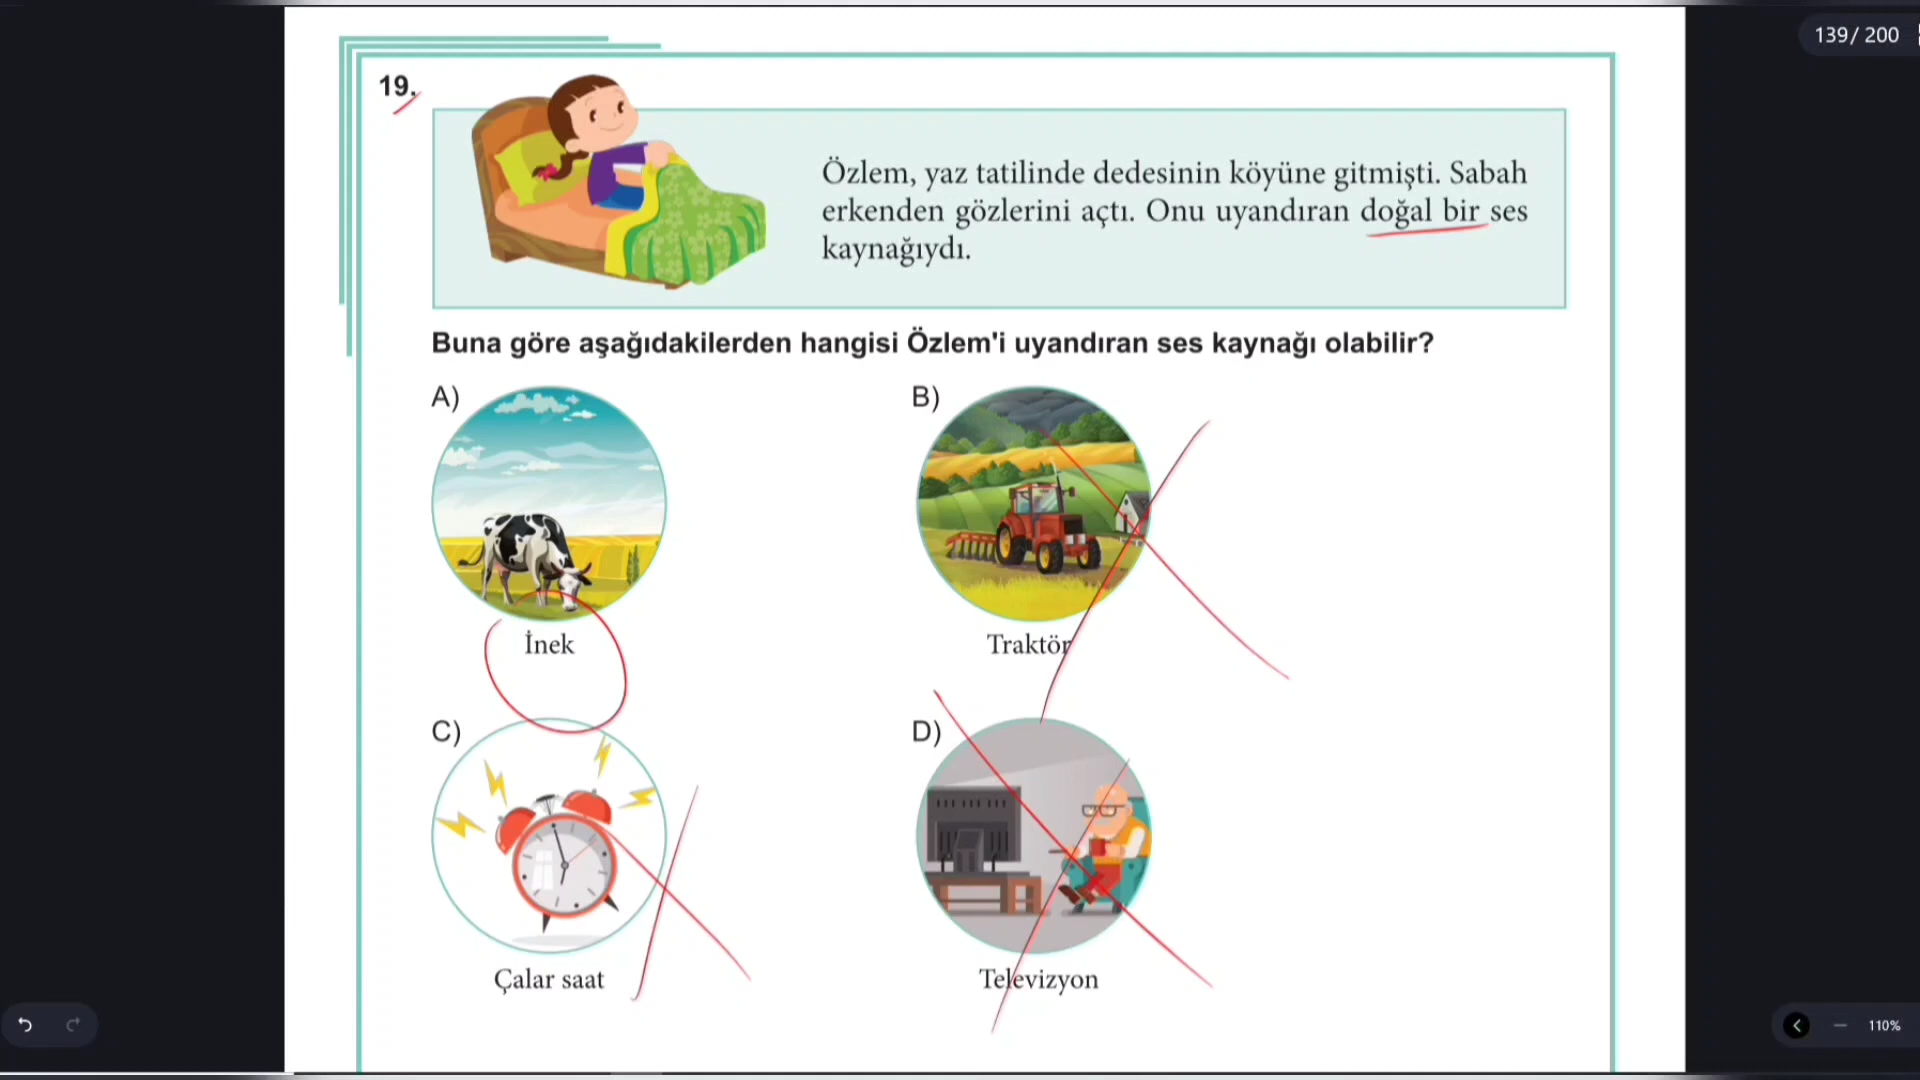 139/ 200
19.
Özlem, yaz tatilinde dedesinin köyüne gitmişti. Sabah
erkenden gözlerini açtı. Onu uyandıran doğal bir ses
kaynağıydı.
Buna göre aşağıdakilerden hangisi Özlem'i uyandıran ses kaynağı olabilir?
A)
B)
İnek
Traktör
C)
D)
Çalar saat
Televizyon
110%